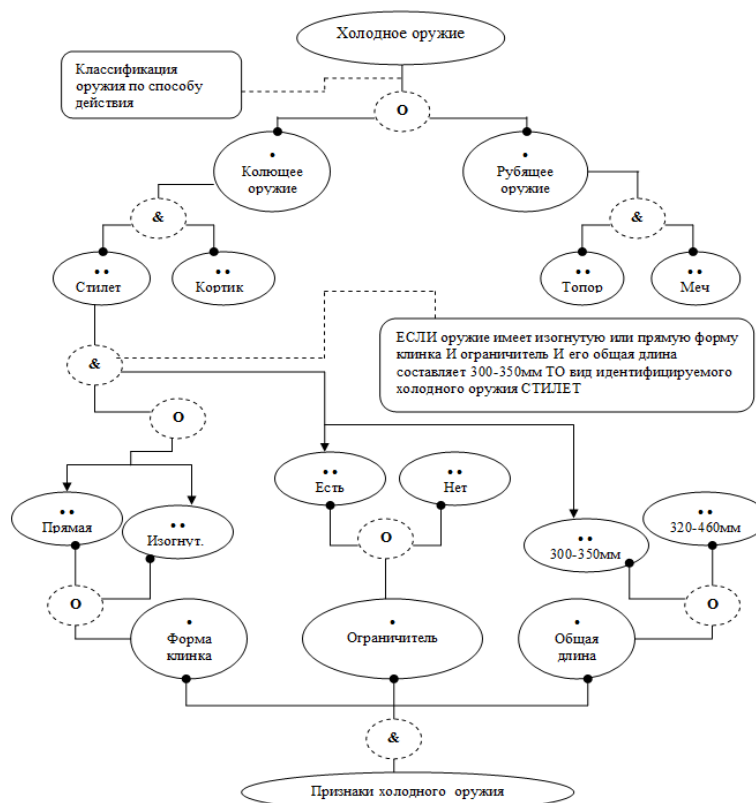 Холодное оружие
Классификация
оружия по способу
действия
О
Колющее
оружие
Рубящее
оружие
&
&
Стилет
Кортик
Топор
Меч
ЕСЛИ оружие имеет изогнутую или прямую форму
клинка И ограничитель И его общая длина
составляет 300-350мм ТО вид идентифицируемого
холодного оружия СТИЛЕТ
&
О
Есть
Нет
Прямая
Изогнут.
300-350мм
320-460мм
О
О
О
Форма
клинка
Ограничитель
Общая
длина
&
Признаки холодного оружия